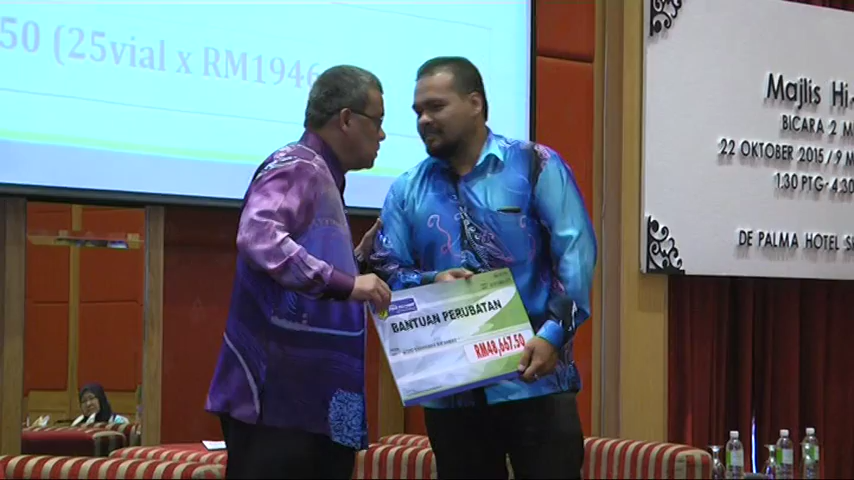 50 (25vial x RM1946
Majlis Hi
BICARA 2 M
22 OKTOBER 2015 / 9 M
1.30 PTG - 4.30
DE PALMA HOTEL S
BANTUAN PERUBATAN
RM48,667.50